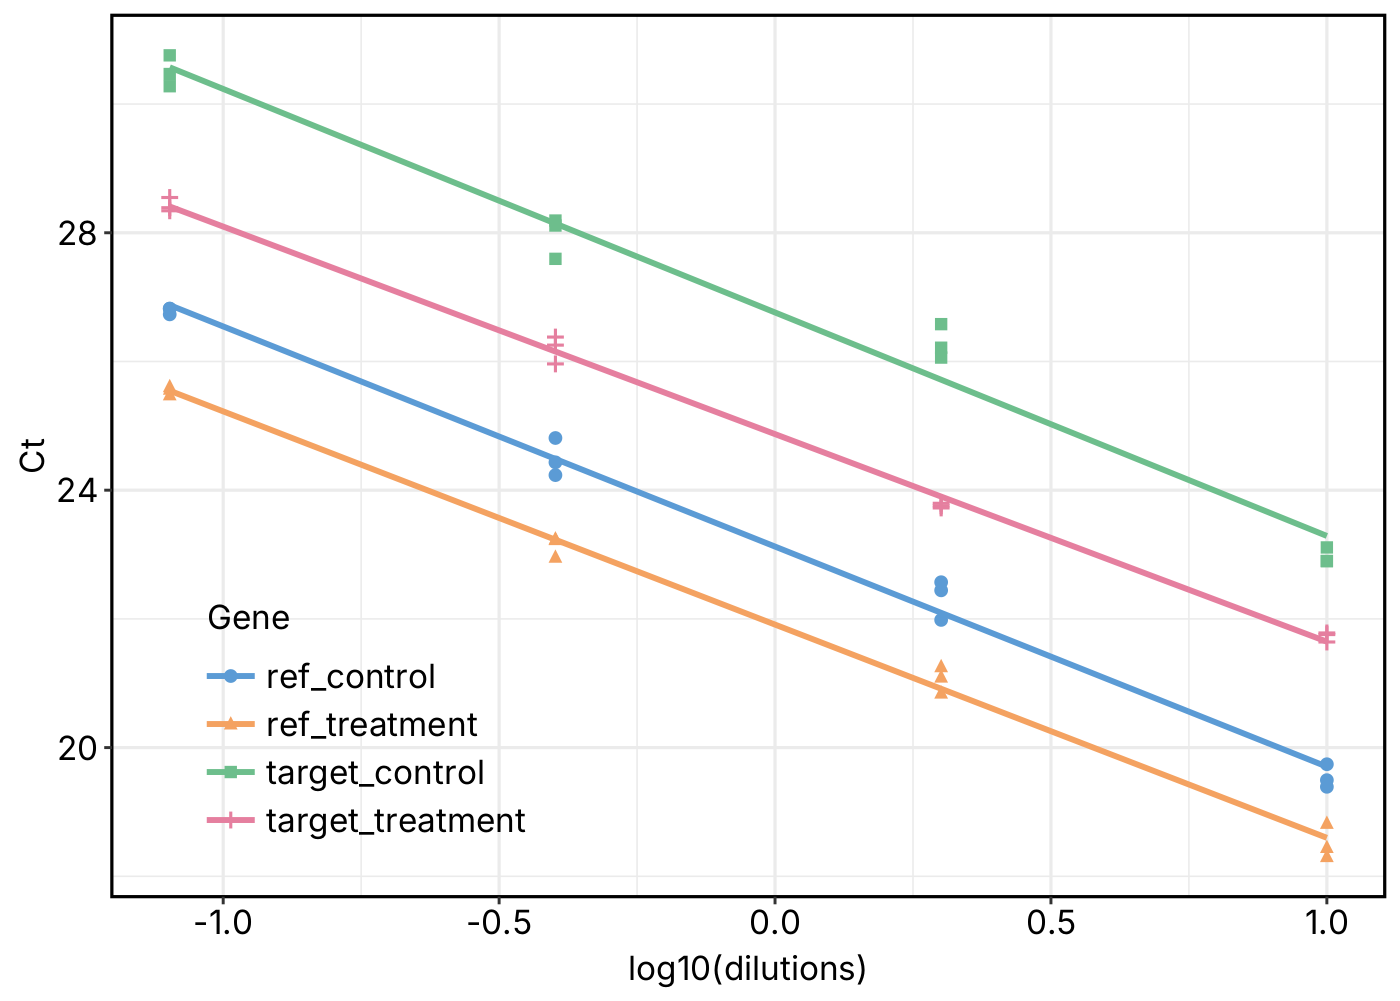 28
24
20
Ct
Gene
ref_control
ref_treatment
target_control
target_treatment
-1.0 -0.5 0.0 0.5 1.0
log10(dilutions)